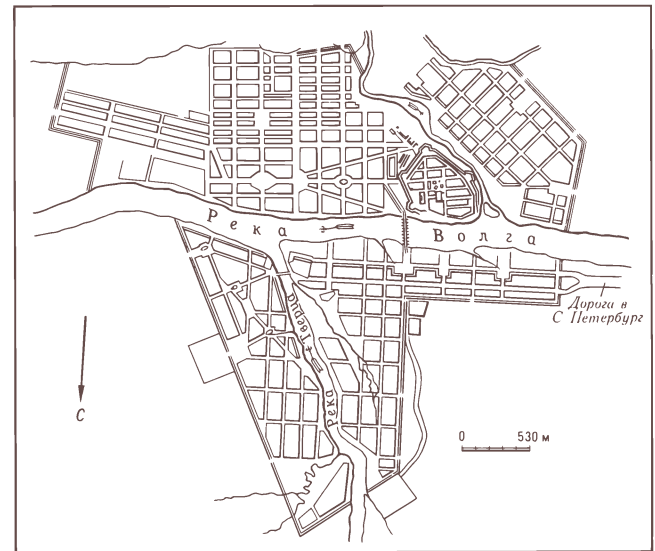 Река Волга
Дорога в
С Петербург
Река Тверца
С
0 530 м